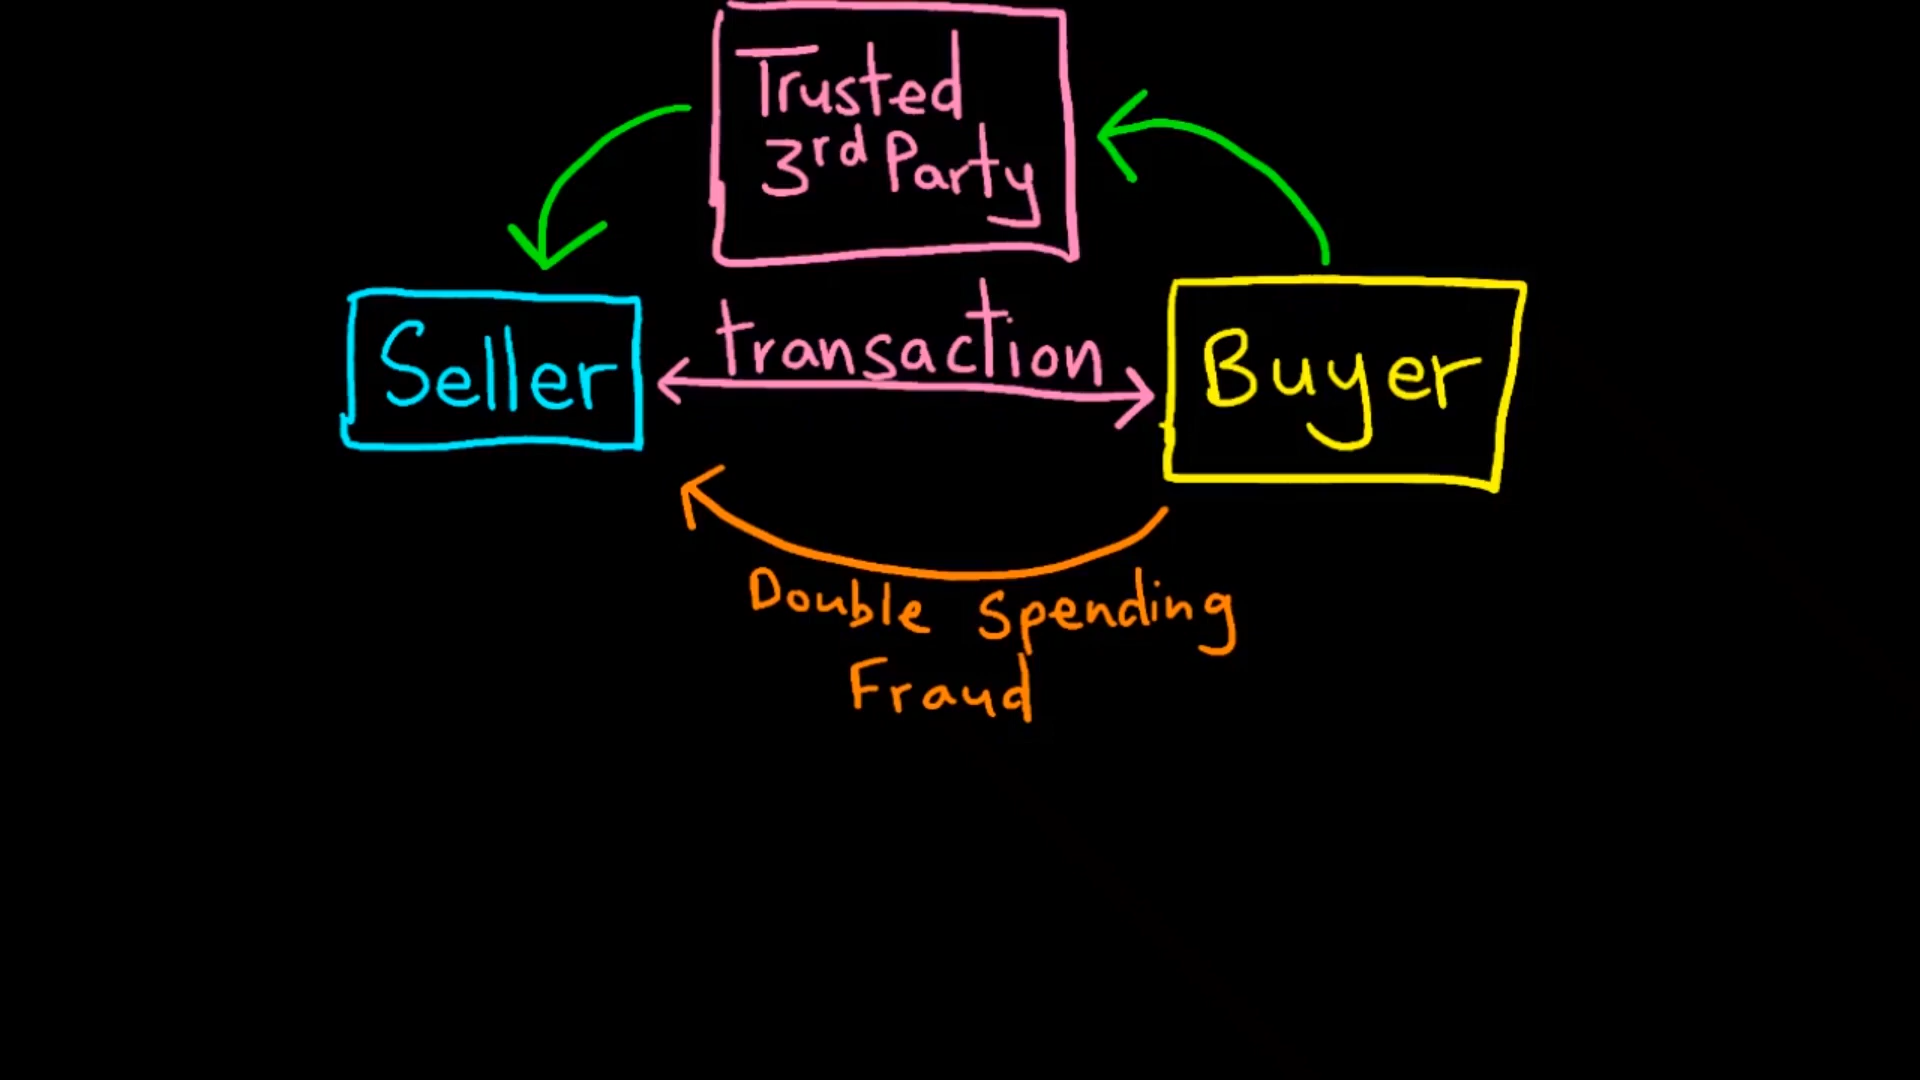 Trusted
3rd Party
transaction
Seller
Buyer
Double Spending
Fraud